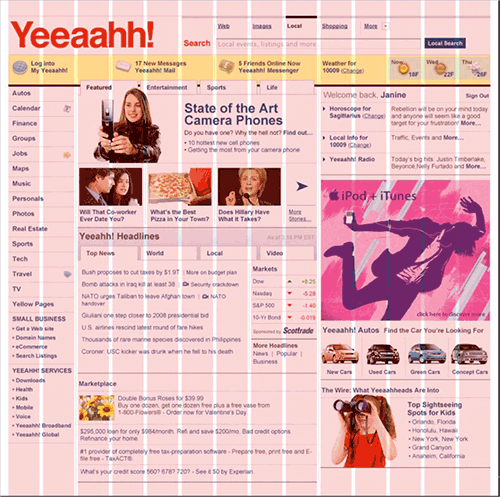 Yeeaahh!
Web
Images
Local
Shopping
More
Search
Local events, listings and more...
Local Search
Log into
My Yeeahh!
17 New Messages
Yeeahh! Mail
5 Friends Online Now
Yeeahh! Messenger
Weather for
10009 (Change)
Now
18F
Wed
22F
Thu
26F
Autos
Calendar
Finance
Groups
Jobs
Maps
Music
Personals
Photos
Real Estate
Sports
Tech
Travel
TV
Yellow Pages
SMALL BUSINESS
Get a Web site
Domain Names
eCommerce
Search Listings
YEEAHH! SERVICES
Downloads
Health
Kids
Mobile
Voice
Yeeahh! Broadband
Yeeahh! Global
Featured
Entertainment
Sports
Life
State of the Art
Camera Phones
Do you have one? Why the hell not? Find out...
• 10 hottest new cell phones
• Getting the most from your camera phone
Will That Co-worker
Ever Date You?
What's the Best
Pizza in Your Town?
Does Hillary Have
What it Takes?
More
Stories...
Yeeahh! Headlines
As of 3:16 PM EST
Top News
World
Local
Video
Bush proposes to cut taxes by $1.9T | More on budget plan
Bomb attacks in Iraq kill at least 38 | Security crackdown
NATO urges Taliban to leave Afghan town | NATO
handover
Giuliani one step closer to 2008 presidential bid
U.S. airlines rescind latest round of fare hikes
Thousands of rare marine species discovered in Philippines
Coroner: USC kicker was drunk when he fell to his death
Markets
Dow +0.25
Nasdaq -5.28
S&P 500 -1.40
10-Yr Bond -0.019
Sponsored by Scottrade
More Headlines
News | Popular |
Business
Marketplace
Double Bonus Roses for $39.99
Buy one dozen, get one dozen free plus a free vase from
1-800-Flowers® - Order now for Valentine's Day
$295,000 loan for only $984/month. Refi and save $200/mo. Bad credit options
Refinance your home.
#1 provider of completely free tax-preparation software - Prepare free, print free and E-
file free - TaxACT®.
What's your credit score 560? 678? 720? - See it $0 by Experian
Welcome back, Janine
Sign Out
Horoscope for
Sagittarius (Change)
Rebellion will be on your mind today
and anyone will seem like a good
target for your frustration! More...
Local Info for
10009 (Change)
Traffic, Events and More...
Yeeahh! Radio
Today's big hits: Justin Timberlake,
Beyoncé, Nelly Furtado and More...
iPod + iTunes
click here to discover more
Yeeahh! Autos
Find the Car You're Looking For
New Cars
Used Cars
Green Cars
Concept Cars
The Wire: What Yeeahheads Are Into
Top Sightseeing
Spots for Kids
• Orlando, Florida
• Honolulu, Hawaii
• New York, New York
• Grand Canyon
• Anaheim, California